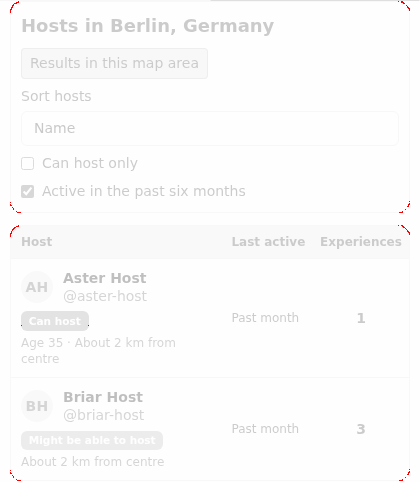 Hosts in Berlin, Germany
Results in this map area
Sort hosts
Name
Can host only
Active in the past six months
Host Last active Experiences
AH
Aster Host
@aster-host
Can host
Age 35 · About 2 km from
centre
Past month
1
BH
Briar Host
@briar-host
Might be able to host
About 2 km from centre
Past month
3